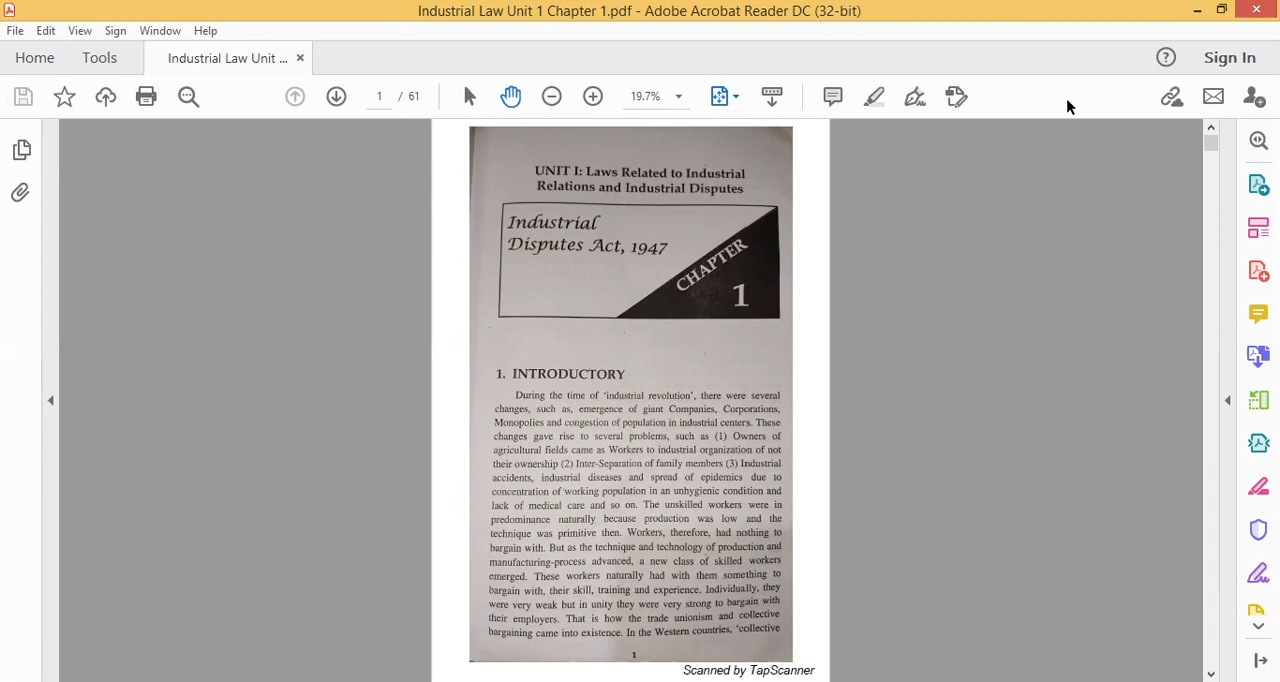 Industrial Law Unit 1 Chapter 1.pdf - Adobe Acrobat Reader DC (32-bit)
File Edit View Sign Window Help
Home Tools Industrial Law Unit ... × Sign In
1 / 61 19.7%
UNIT I: Laws Related to Industrial
Relations and Industrial Disputes
Industrial
Disputes Act, 1947
CHAPTER
1
1. INTRODUCTORY
During the time of 'industrial revolution', there were several
changes, such as, emergence of giant Companies, Corporations,
Monopolies and congestion of population in industrial centers. These
changes gave rise to several problems, such as (1) Owners of
agricultural fields came as Workers to industrial organization of not
their ownership (2) Inter-Separation of family members (3) Industrial
accidents, industrial diseases and spread of epidemics due to
concentration of working population in an unhygienic condition and
lack of medical care and so on. The unskilled workers were in
predominance naturally because production was low and the
technique was primitive then. Workers, therefore, had nothing to
bargain with. But as the technique and technology of production and
manufacturing-process advanced, a new class of skilled workers
emerged. These workers naturally had with them something to
bargain with, their skill, training and experience. Individually, they
were very weak but in unity they were very strong to bargain with
their employers. That is how the trade unionism and collective
bargaining came into existence. In the Western countries, 'collective
1
Scanned by TapScanner